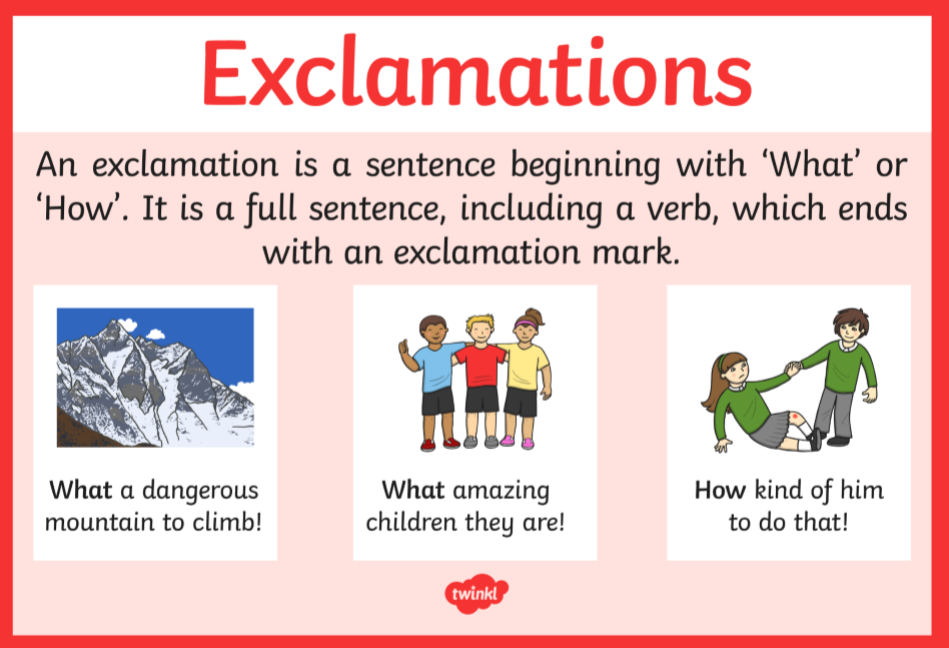 Exclamations
An exclamation is a sentence beginning with ‘What’ or
‘How’. It is a full sentence, including a verb, which ends
with an exclamation mark.
What a dangerous
mountain to climb!
What amazing
children they are!
How kind of him
to do that!
twinkl